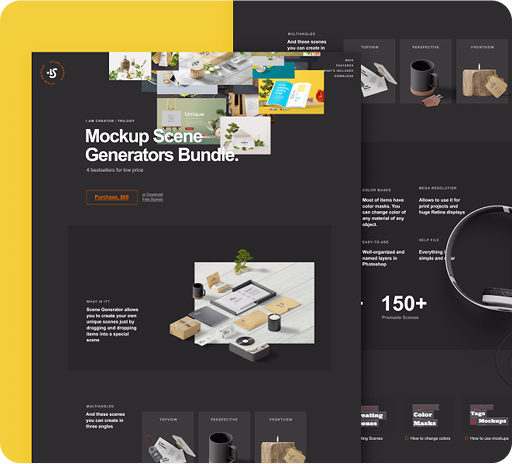 I AM CREATOR / TRILOGY
Mockup Scene
Generators Bundle.
4 bestsellers for low price
Purchase, $68
or Download
Free Scenes
MAIN
FEATURES
WHAT'S INCLUDED
DOWNLOAD
Unique
WHAT IS IT?
Scene Generator allows
you to create your own
unique scenes just by
dragging and dropping
items into a special
scene
MULTIANGLED
And these scenes
you can create in
three angles
TOPVIEW
PERSPECTIVE
FRONTVIEW
MULTIANGLED
And these scenes
you can create in
TOPVIEW
PERSPECTIVE
FRONTVIEW
COLOR MASKS
Most of items have
color masks. You
can change color of
any material of any
object.
MEGA RESOLUTION
Allows to use it for
print projects and
huge Retina displays
EASY-TO-USE
Well-organized and
named layers in
Photoshop
HELP FILE
Everything
simple and
150+
Premade Scenes
Color
Masks
Tags
Mockups
How to change colors
How to use mockups